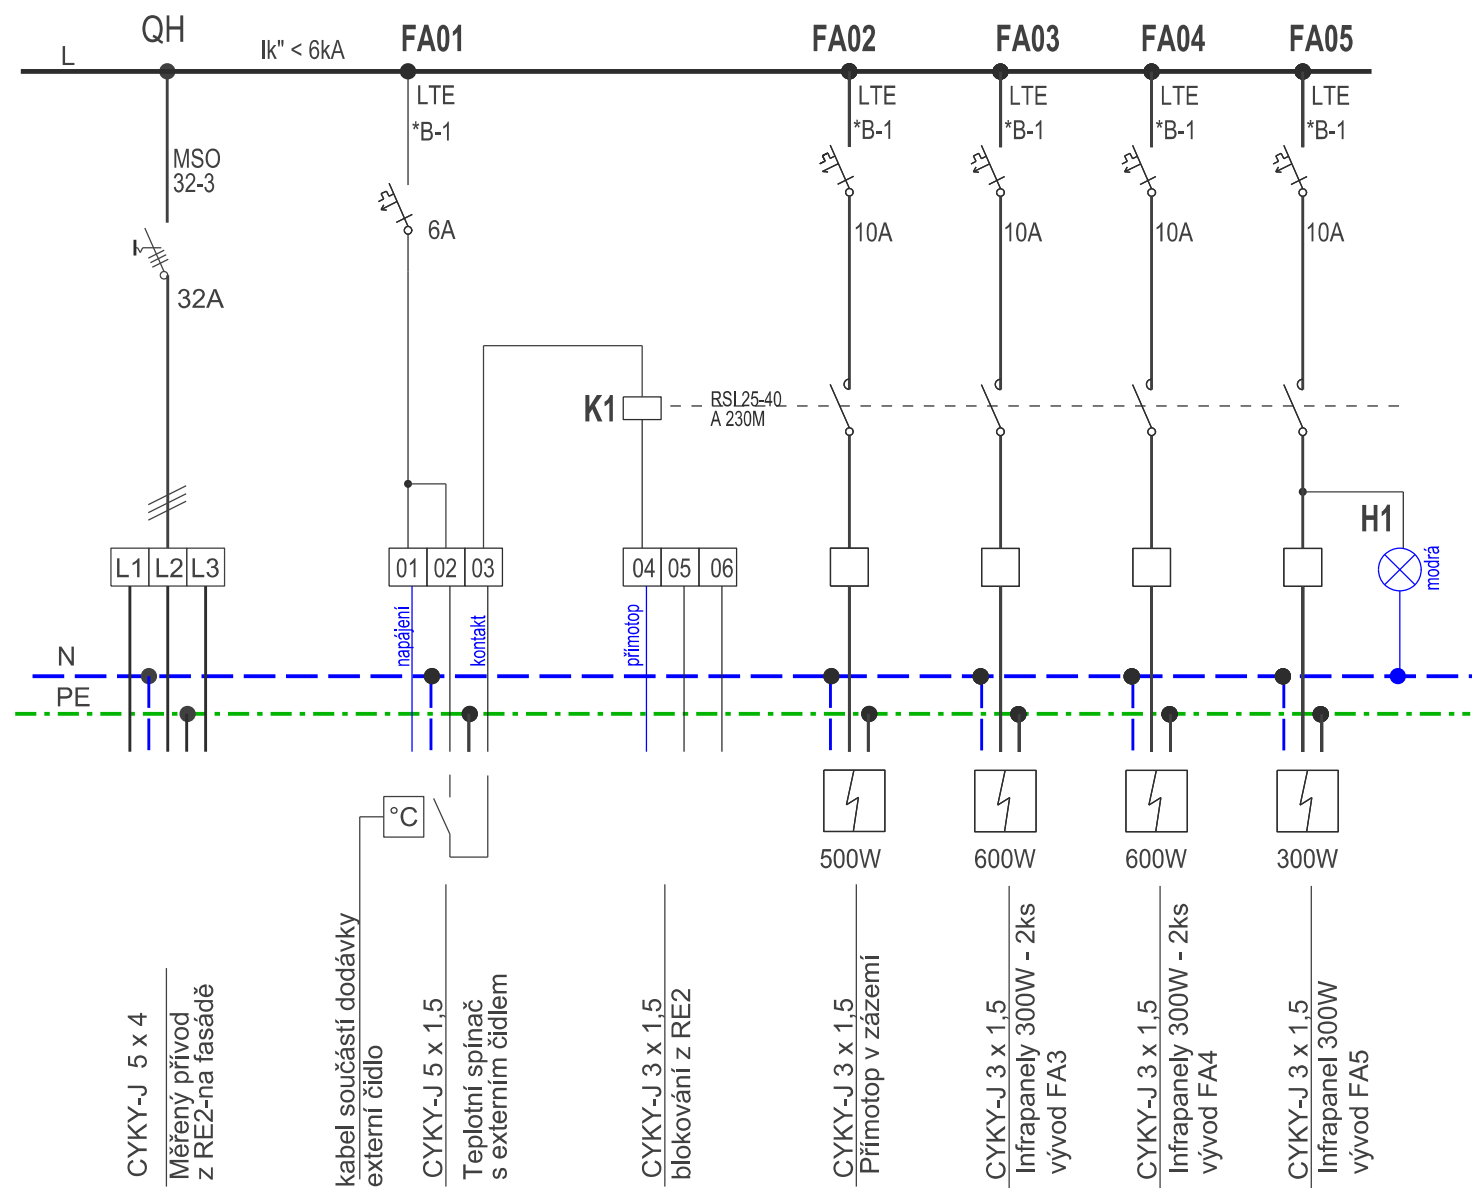 QH
FA01
FA02
FA03
FA04
FA05
L
Ik" < 6kA
LTE
*B-1
LTE
*B-1
LTE
*B-1
LTE
*B-1
LTE
*B-1
MSO
32-3
32A
6A
10A
10A
10A
10A
K1
RSI 25-40
A 230M
H1
modrá
L1
L2
L3
01
02
03
04
05
06
napájení
kontakt
přímotop
N
PE
°C
500W
600W
600W
300W
CYKY-J 5 x 4
Měřený přívod
z RE2-na fasádě
kabel součástí dodávky
externí čidlo
CYKY-J 5 x 1,5
Teplotní spínač
s externím čidlem
CYKY-J 3 x 1,5
blokování z RE2
CYKY-J 3 x 1,5
Přímotop v zázemí
CYKY-J 3 x 1,5
Infrapanely 300W - 2ks
vývod FA3
CYKY-J 3 x 1,5
Infrapanely 300W - 2ks
vývod FA4
CYKY-J 3 x 1,5
Infrapanel 300W
vývod FA5